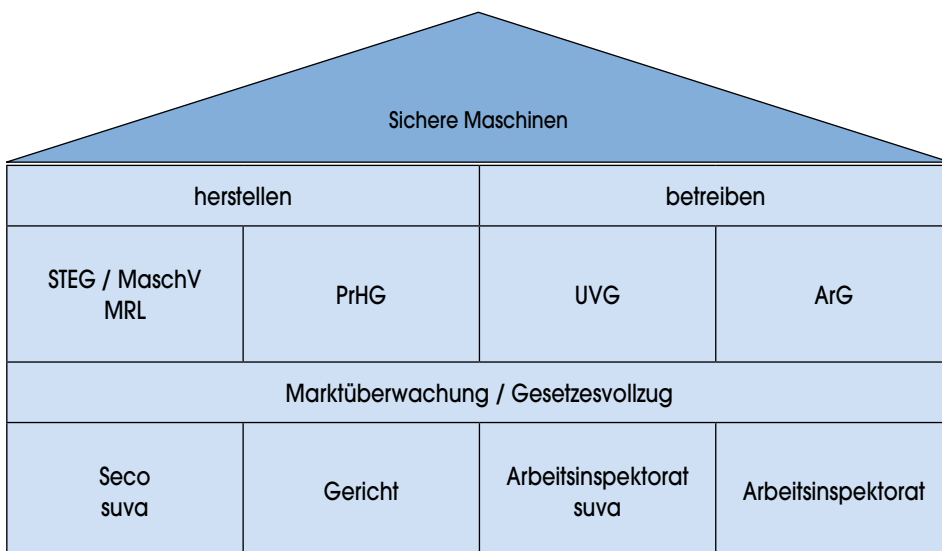 Sichere Maschinen
herstellen
betreiben
STEG / MaschV
MRL
PrHG
UVG
ArG
Marktüberwachung / Gesetzesvollzug
Seco
suva
Gericht
Arbeitsinspektorat
suva
Arbeitsinspektorat